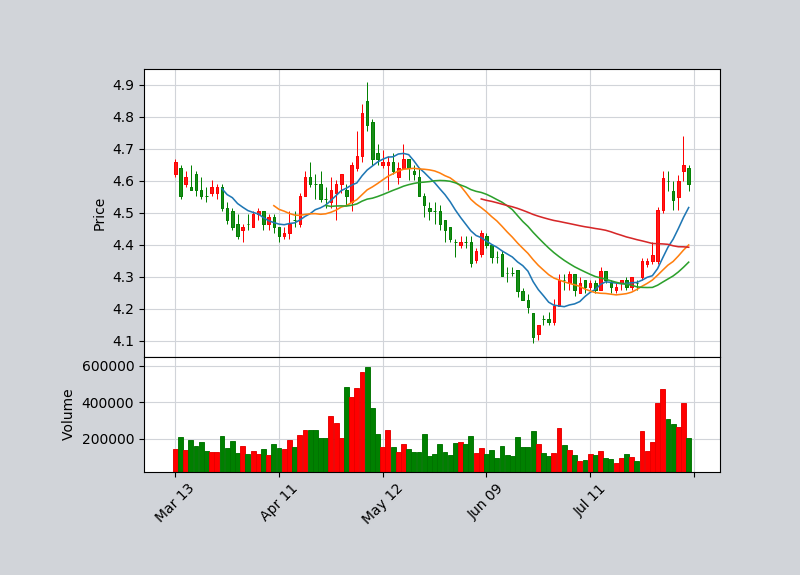 4.9
4.8
4.7
4.6
4.5
4.4
4.3
4.2
4.1
Price
600000
400000
200000
Volume
Mar 13
Apr 11
May 12
Jun 09
Jul 11